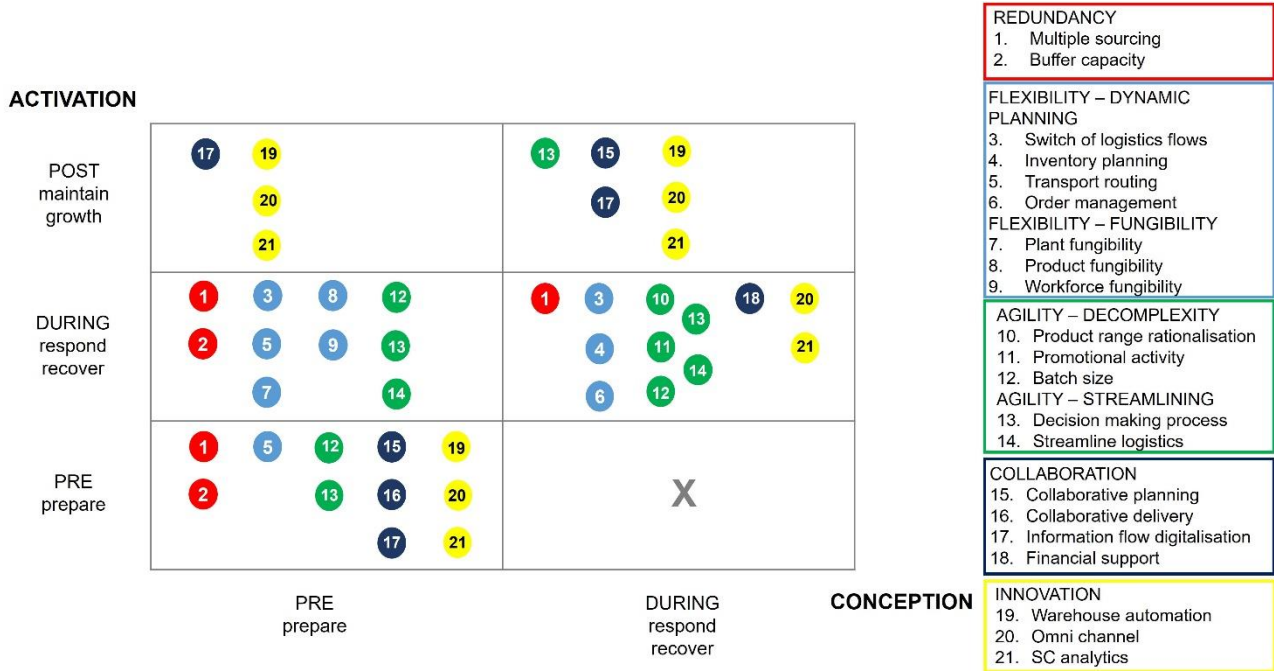 ACTIVATION
POST
maintain
growth
17 19
20
21
13 15 19
17 20
21
DURING
respond
recover
1 3 8 12
2 5 9 13
7 14
1 3 10 18 20
13
4 11 21
14
6 12
PRE
prepare
1 5 12 15 19
2 13 16 20
17 21
X
PRE
prepare
DURING
respond
recover
CONCEPTION
REDUNDANCY
1. Multiple sourcing
2. Buffer capacity
FLEXIBILITY – DYNAMIC
PLANNING
3. Switch of logistics flows
4. Inventory planning
5. Transport routing
6. Order management
FLEXIBILITY – FUNGIBILITY
7. Plant fungibility
8. Product fungibility
9. Workforce fungibility
AGILITY – DECOMPLEXITY
10. Product range rationalisation
11. Promotional activity
12. Batch size
AGILITY – STREAMLINING
13. Decision making process
14. Streamline logistics
COLLABORATION
15. Collaborative planning
16. Collaborative delivery
17. Information flow digitalisation
18. Financial support
INNOVATION
19. Warehouse automation
20. Omni channel
21. SC analytics